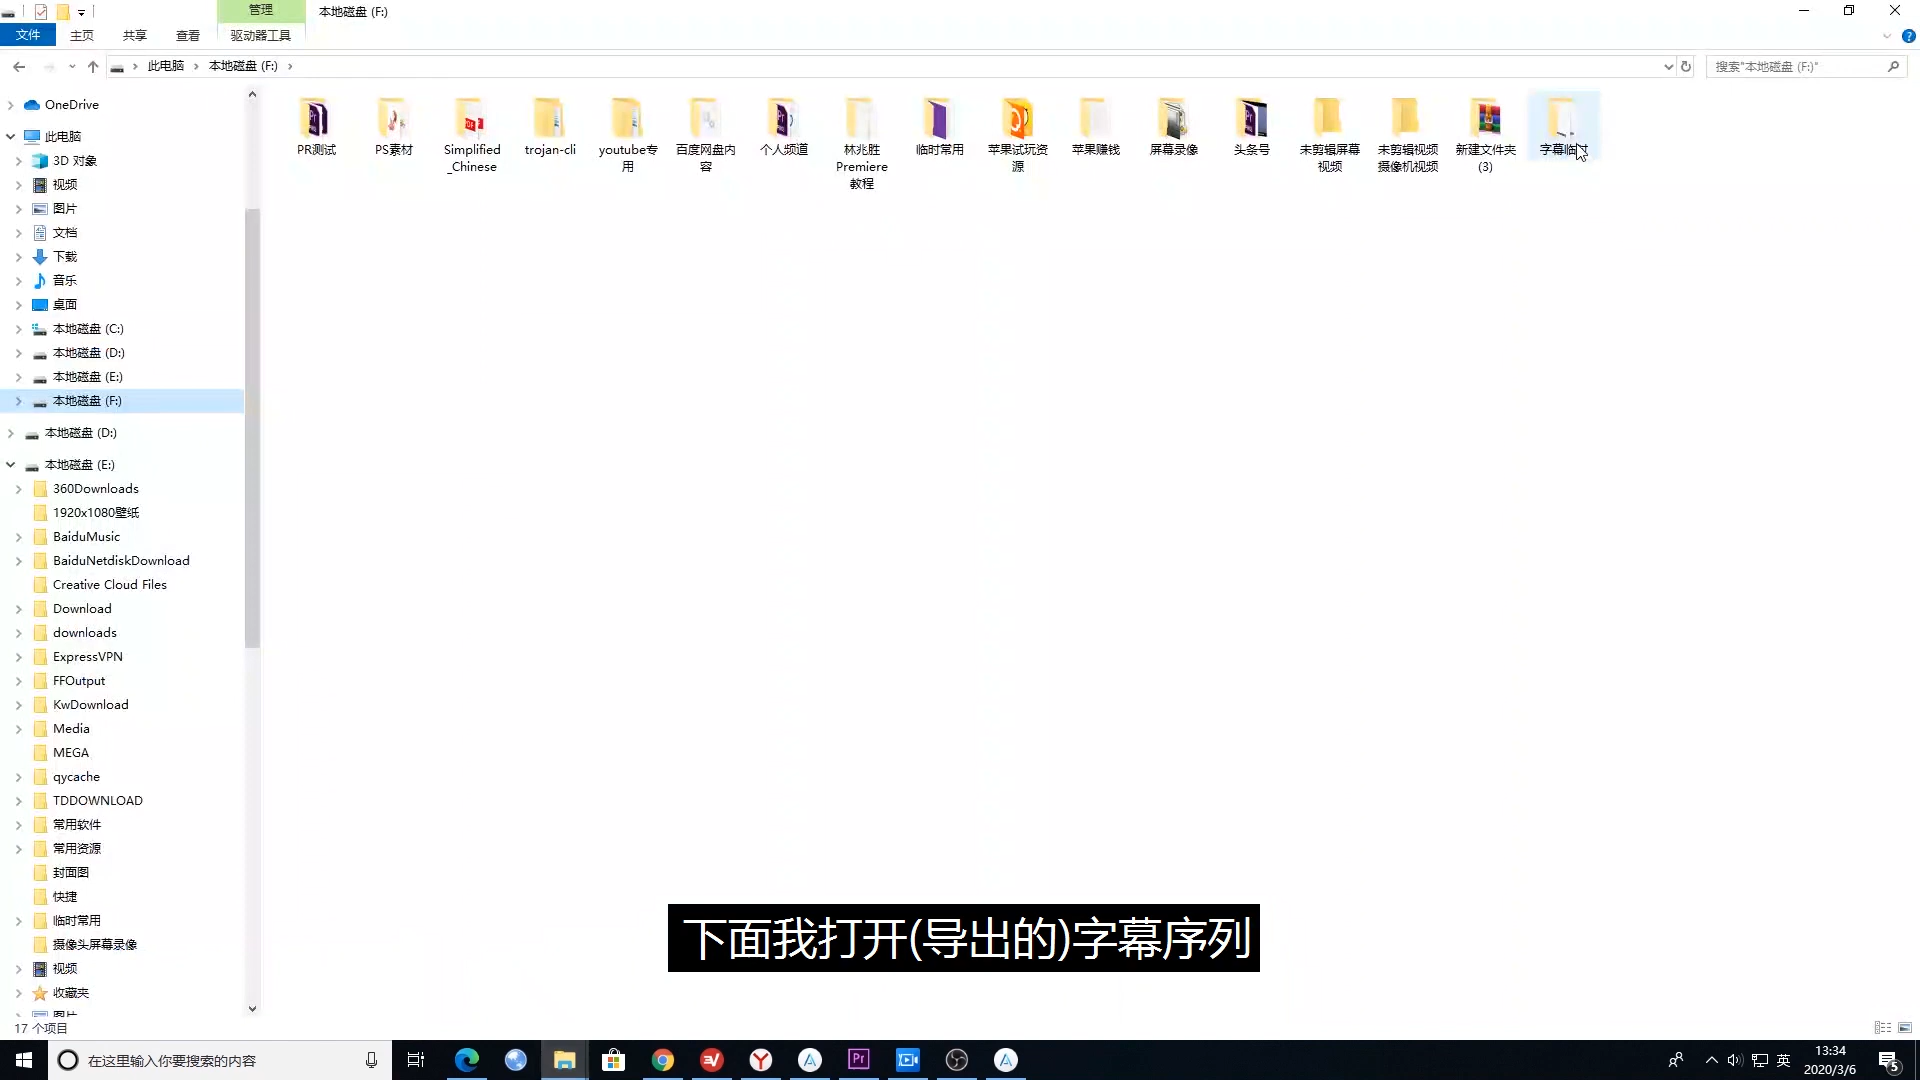 管理
本地磁盘 (F:)
文件
主页
共享
查看
驱动器工具
此电脑
本地磁盘 (F:)
搜索"本地磁盘 (F:)"
OneDrive
此电脑
3D 对象
视频
图片
文档
下载
音乐
桌面
本地磁盘 (C:)
本地磁盘 (D:)
本地磁盘 (E:)
本地磁盘 (F:)
本地磁盘 (D:)
本地磁盘 (E:)
360Downloads
1920x1080壁纸
BaiduMusic
BaiduNetdiskDownload
Creative Cloud Files
Download
downloads
ExpressVPN
FFOutput
KwDownload
Media
MEGA
qycache
TDDOWNLOAD
常用软件
常用资源
封面图
快捷
临时常用
摄像头屏幕录像
视频
收藏夹
图片
17 个项目
PR测试
PS素材
Simplified
_Chinese
trojan-cli
youtube专
用
百度网盘内
容
个人频道
林兆胜
Premiere
教程
临时常用
苹果试玩资
源
苹果赚钱
屏幕录像
头条号
未剪辑屏幕
视频
未剪辑视频
摄像机视频
新建文件夹
(3)
字幕临
下面我打开(导出的)字幕序列
在这里输入你要搜索的内容
Pr
英
13:34
2020/3/6
5